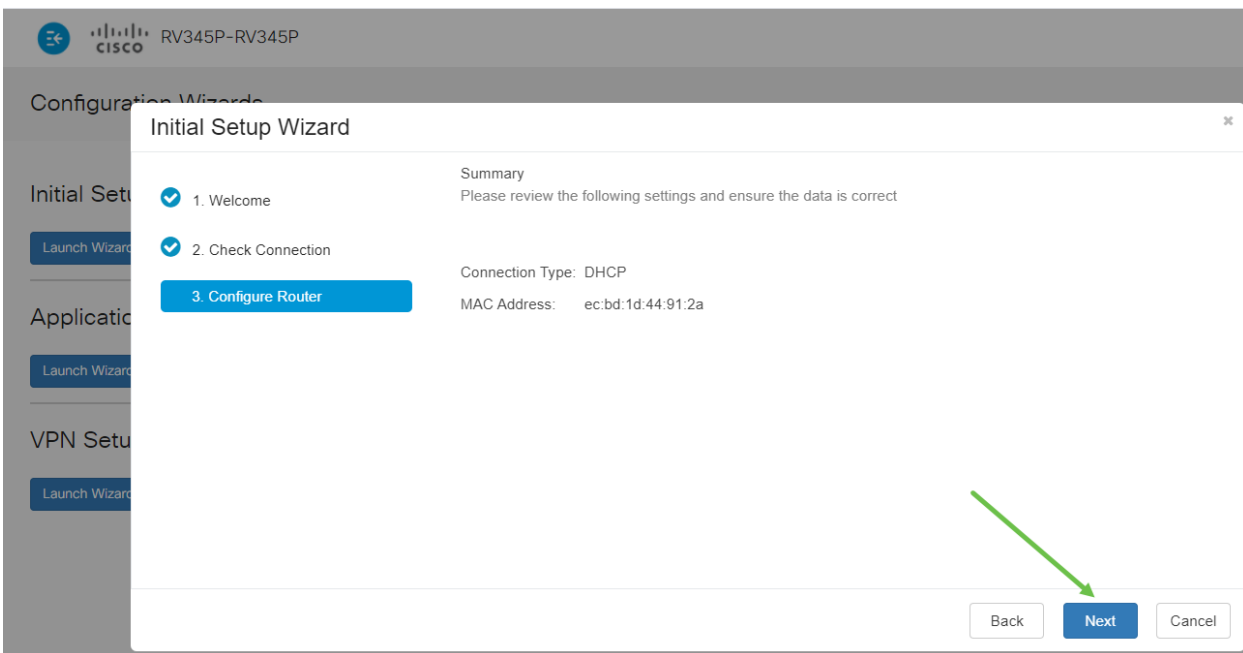 CISCO RV345P-RV345P
Configuration Wizards
Initial Setup Wizard
×
Initial Setu
Launch Wizard
Applicatio
Launch Wizard
VPN Setu
Launch Wizard
1. Welcome
2. Check Connection
3. Configure Router
Summary
Please review the following settings and ensure the data is correct
Connection Type: DHCP
MAC Address: ec:bd:1d:44:91:2a
Back Next Cancel